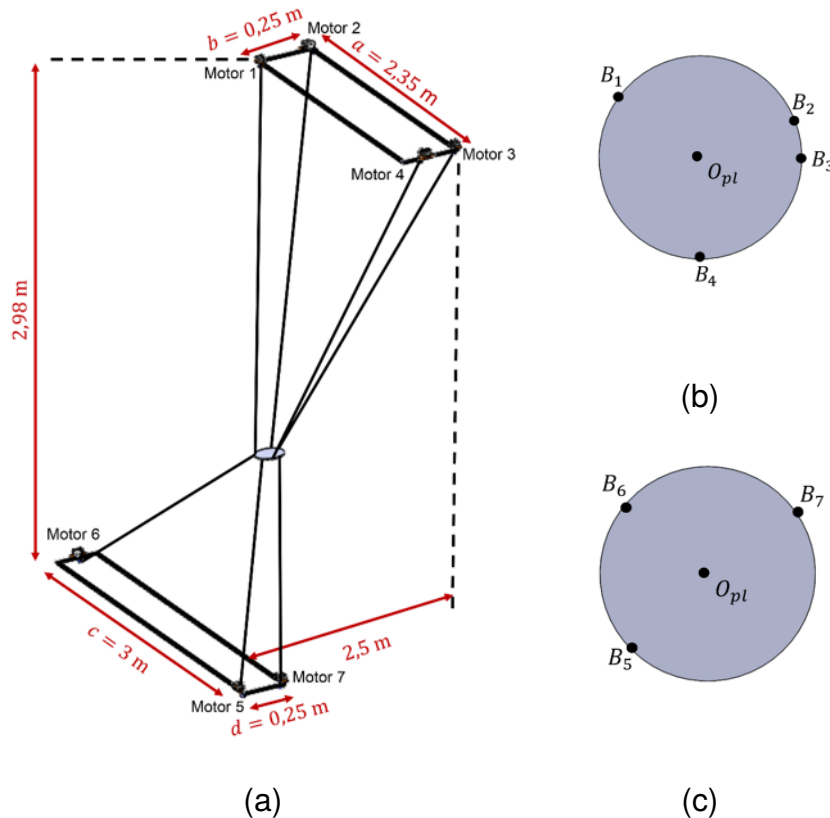 b = 0,25 m
Motor 2
Motor 1
a = 2,35 m
Motor 3
Motor 4
2,98 m
Motor 6
c = 3 m
2,5 m
Motor 7
Motor 5
d = 0,25 m
(a)
B₁
B₂
B₃
Oₚₗ
B₄
(b)
B₆
B₇
Oₚₗ
B₅
(c)